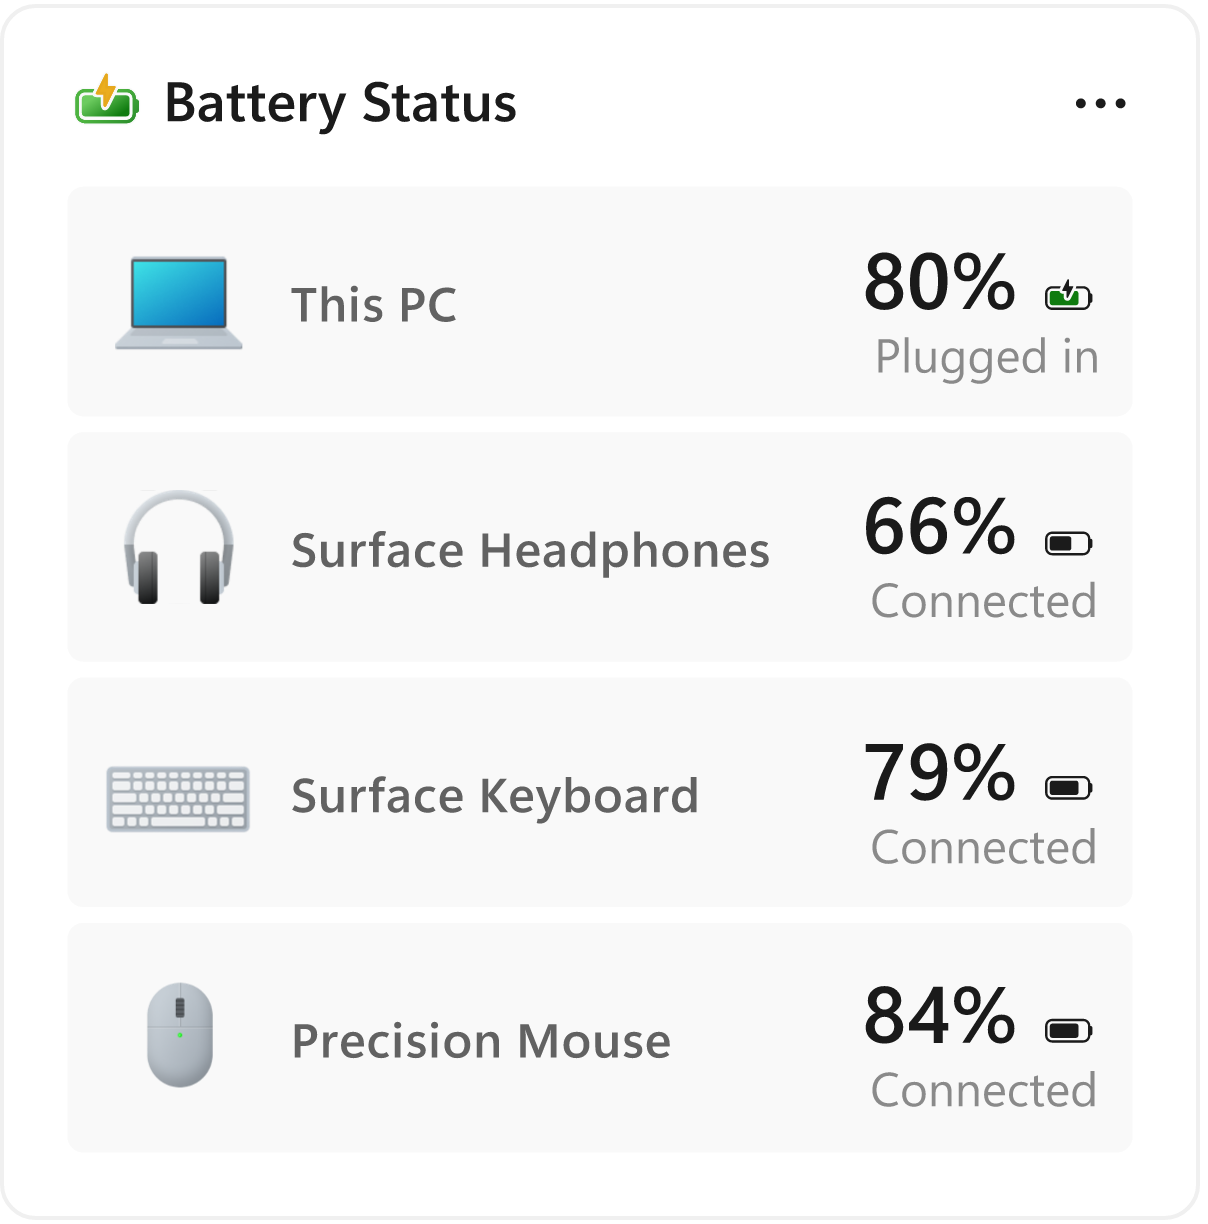 Battery Status
This PC
80%
Plugged in
Surface Headphones
66%
Connected
Surface Keyboard
79%
Connected
Precision Mouse
84%
Connected